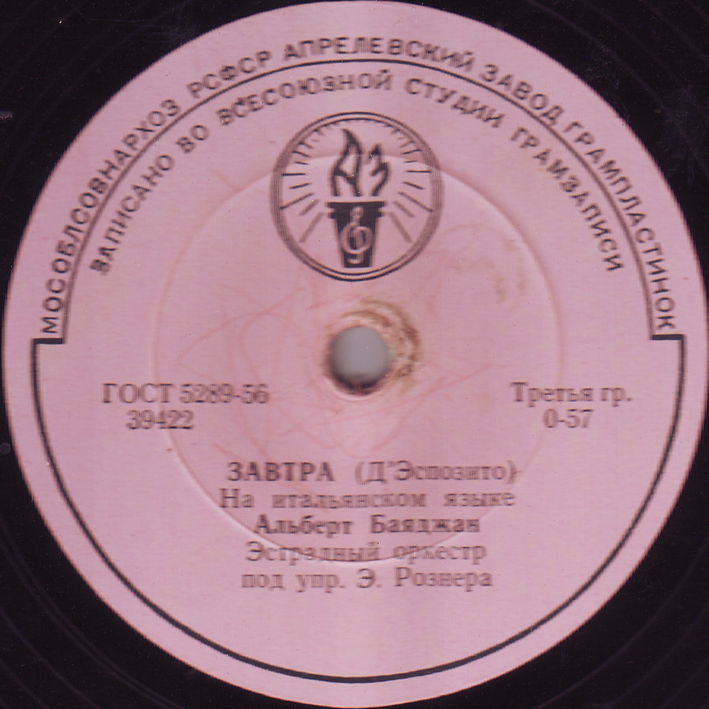 МОСОБЛСОВНАРХОЗ РСФСР АПРЕЛЕВСКИЙ ЗАВОД ГРАМПЛАСТИНОК
ЗАПИСАНО ВО ВСЕСОЮЗНОЙ СТУДИИ ГРАМЗАПИСИ
АЗ
ГОСТ 5289-56
39422
Третья гр.
0-57
ЗАВТРА (Д'Эспозито)
На итальянском языке
Альберт Баяджан
Эстрадный оркестр
под упр. Э. Рознера